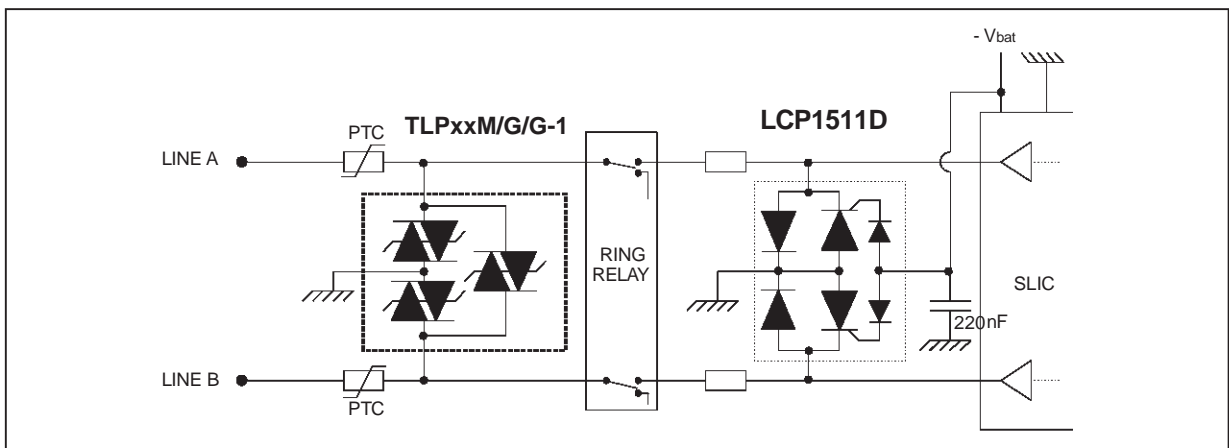 - Vbat
TLPxxM/G/G-1
LCP1511D
PTC
LINE A
RING
RELAY
SLIC
220nF
LINE B
PTC